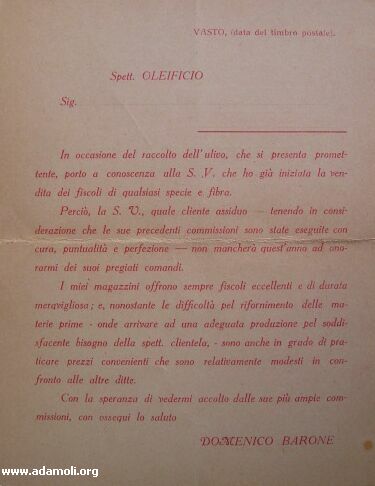 VASTO, (data del timbro postale).
Spett. OLEIFICIO
Sig.
In occasione del raccolto dell'ulivo, che si presenta promet-
tente, porto a conoscenza alla S. V. che ho già iniziata la ven-
dita dei fiscoli di qualsiasi specie e fibra.
Perciò, la S. V., quale cliente assiduo — tenendo in consi-
derazione che le sue precedenti commissioni sono state eseguite con
cura, puntualità e perfezione — non mancherà quest'anno ad ono-
rarmi dei suoi pregiati comandi.
I miei magazzini offrono sempre fiscoli eccellenti e di durata
meravigliosa; e, nonostante le difficoltà pel rifornimento delle ma-
terie prime - onde arrivare ad una adeguata produzione pel soddi-
sfacente bisogno della spett. clientela, - sono anche in grado di pra-
ticare prezzi convenienti che sono relativamente modesti in con-
fronto alle altre ditte.
Con la speranza di vedermi accolto dalle sue più ampie com-
missioni, con ossequi lo saluto
DOMENICO BARONE
www.adamoli.org